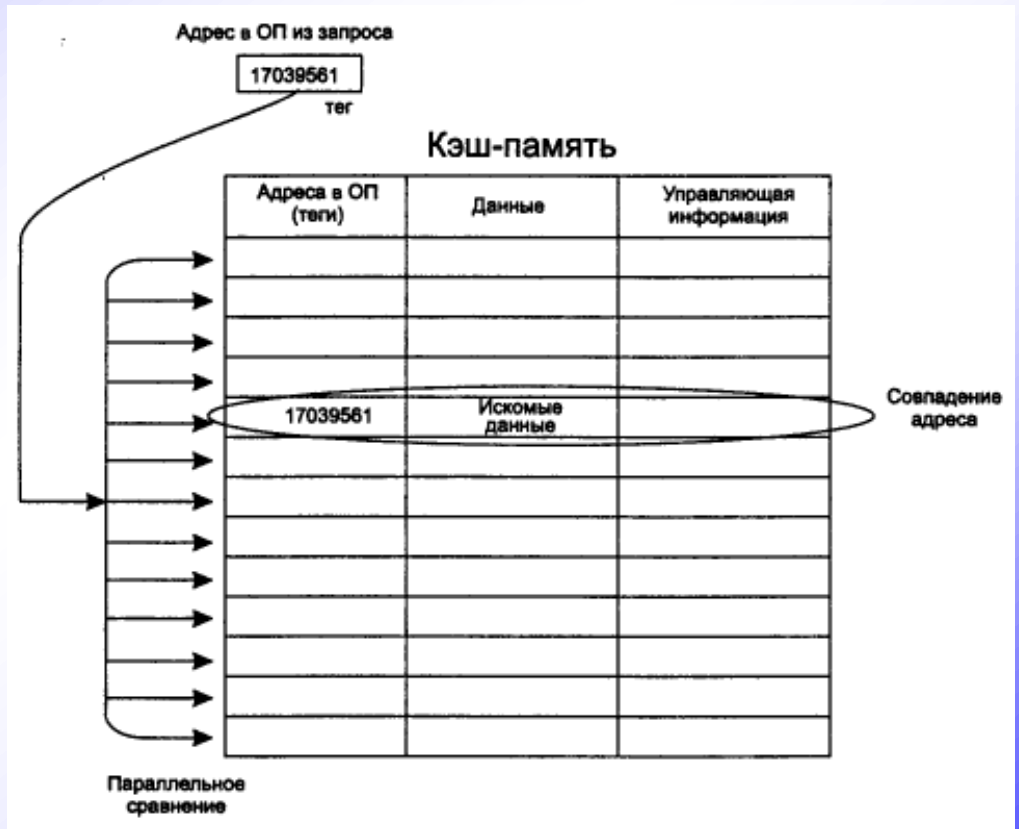 Адрес в ОП из запроса
17039561
тег
Кэш-память
Адреса в ОП
(теги)
Данные
Управляющая
информация
17039561
Искомые
данные
Совпадение
адреса
Параллельное
сравнение